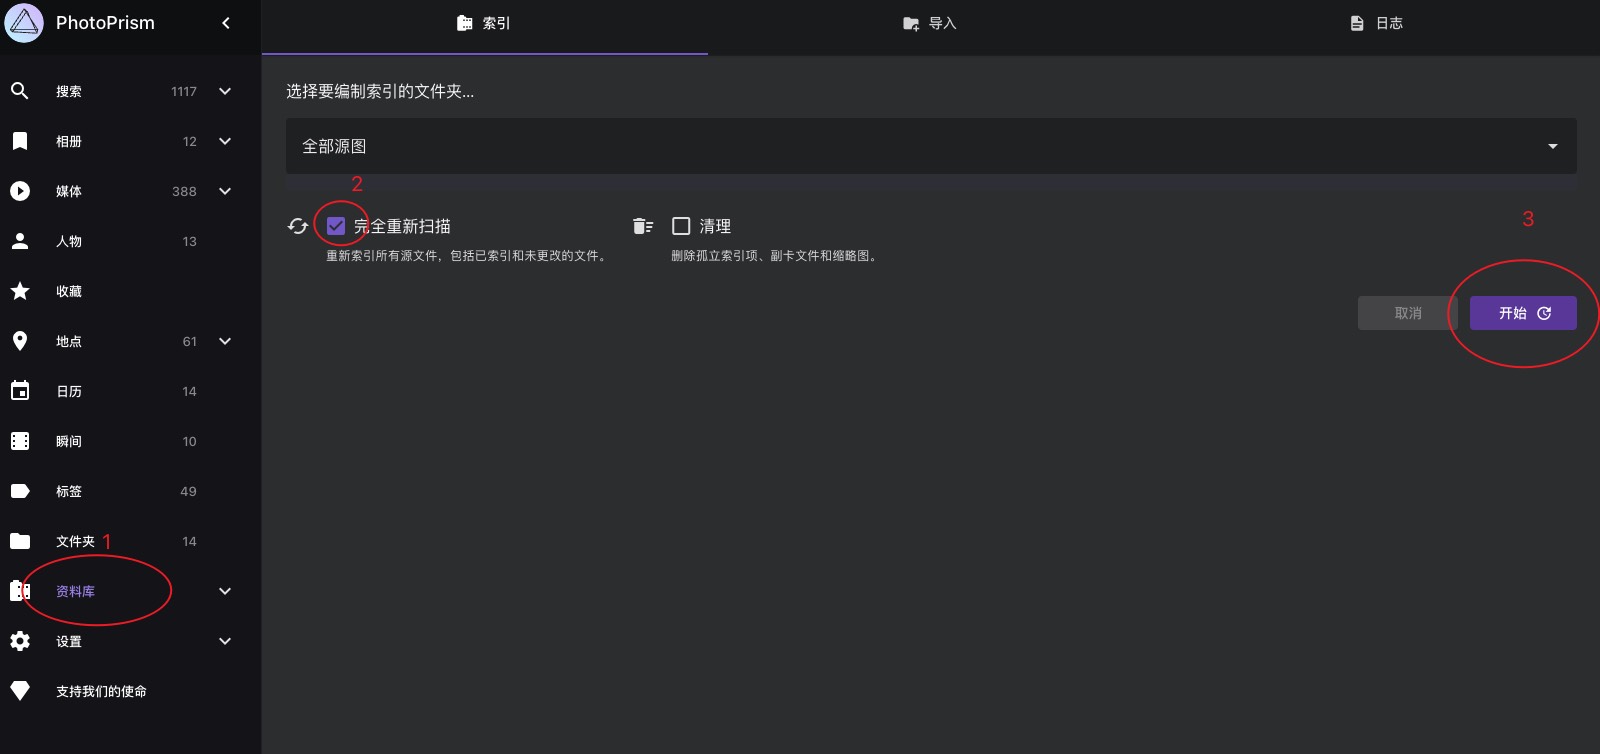 PhotoPrism
搜索 1117
相册 12
媒体 388
人物 13
收藏
地点 61
日历 14
瞬间 10
标签 49
文件夹 1 14
资料库
设置
支持我们的使命
索引 导入 日志
选择要编制索引的文件夹...
全部源图
2
完全重新扫描 清理
重新索引所有源文件，包括已索引和未更改的文件。 删除孤立索引项、副卡文件和缩略图。
3
取消 开始